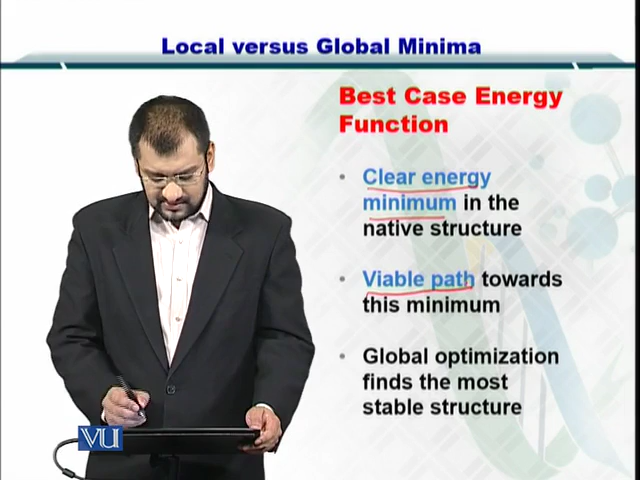 Local versus Global Minima
Best Case Energy
Function
• Clear energy
minimum in the
native structure
• Viable path towards
this minimum
• Global optimization
finds the most
stable structure
VU